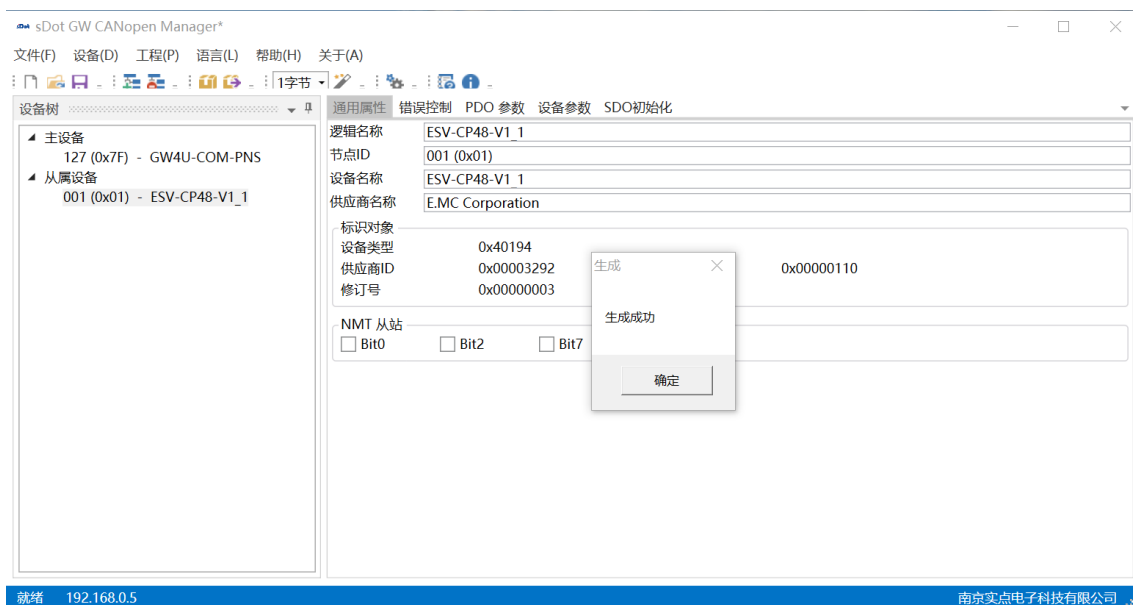 sDot GW CANopen Manager*
文件(F) 设备(D) 工程(P) 语言(L) 帮助(H) 关于(A)
1字节
设备树
主设备
127 (0x7F) - GW4U-COM-PNS
从属设备
001 (0x01) - ESV-CP48-V1_1
通用属性 错误控制 PDO 参数 设备参数 SDO初始化
逻辑名称 ESV-CP48-V1_1
节点ID 001 (0x01)
设备名称 ESV-CP48-V1_1
供应商名称 E.MC Corporation
标识对象
设备类型 0x40194
供应商ID 0x00003292 0x00000110
修订号 0x00000003
NMT 从站
Bit0 Bit2 Bit7
生成
生成成功
确定
就绪 192.168.0.5 南京实点电子科技有限公司